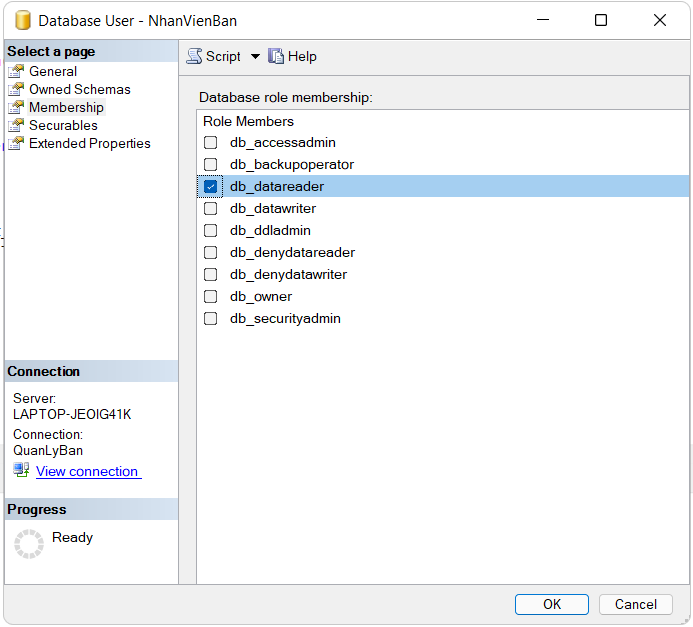 Database User - NhanVienBan
Select a page
General
Owned Schemas
Membership
Securables
Extended Properties
Script
Help
Database role membership:
Role Members
db_accessadmin
db_backupoperator
db_datareader
db_datawriter
db_ddladmin
db_denydatareader
db_denydatawriter
db_owner
db_securityadmin
Connection
Server:
LAPTOP-JEOIG41K
Connection:
QuanLyBan
View connection
Progress
Ready
OK
Cancel